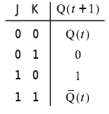 J K Q(t+1)
0 0 Q(t)
0 1 0
1 0 1
1 1 Q̅(t)